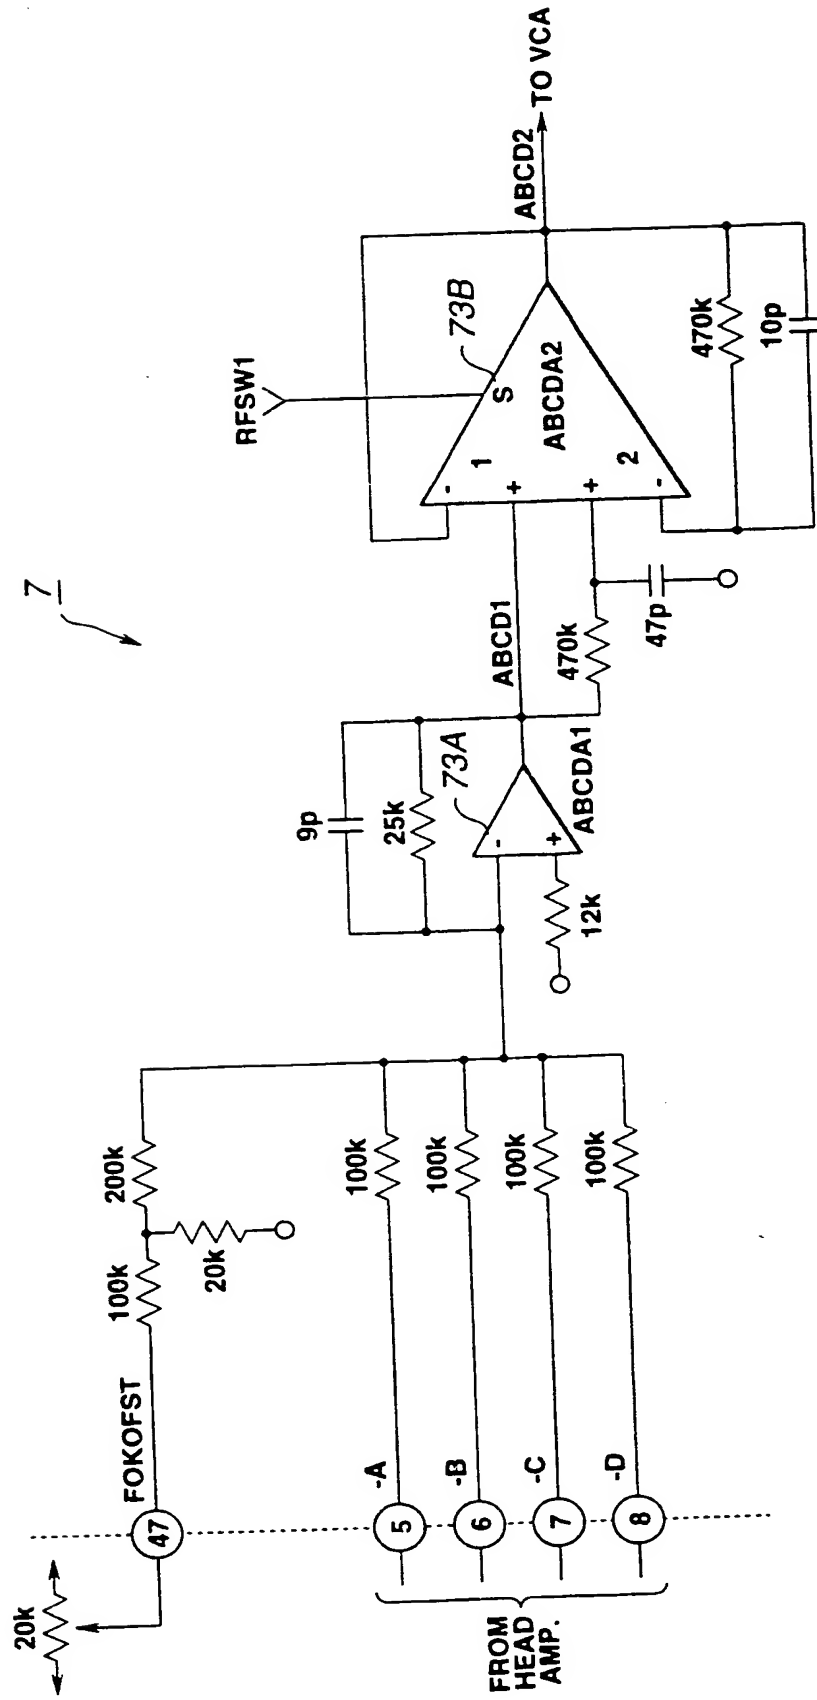 7
20k
47
FOKOFST
100k
200k
20k
FROM
HEAD
AMP.
5
-A
100k
6
-B
100k
7
-C
100k
8
-D
100k
9p
25k
73A
-
+
ABCDA1
12k
ABCD1
470k
47p
RFSW1
73B
S
1
-
+
ABCDA2
+
2
-
470k
10p
ABCD2
TO VCA